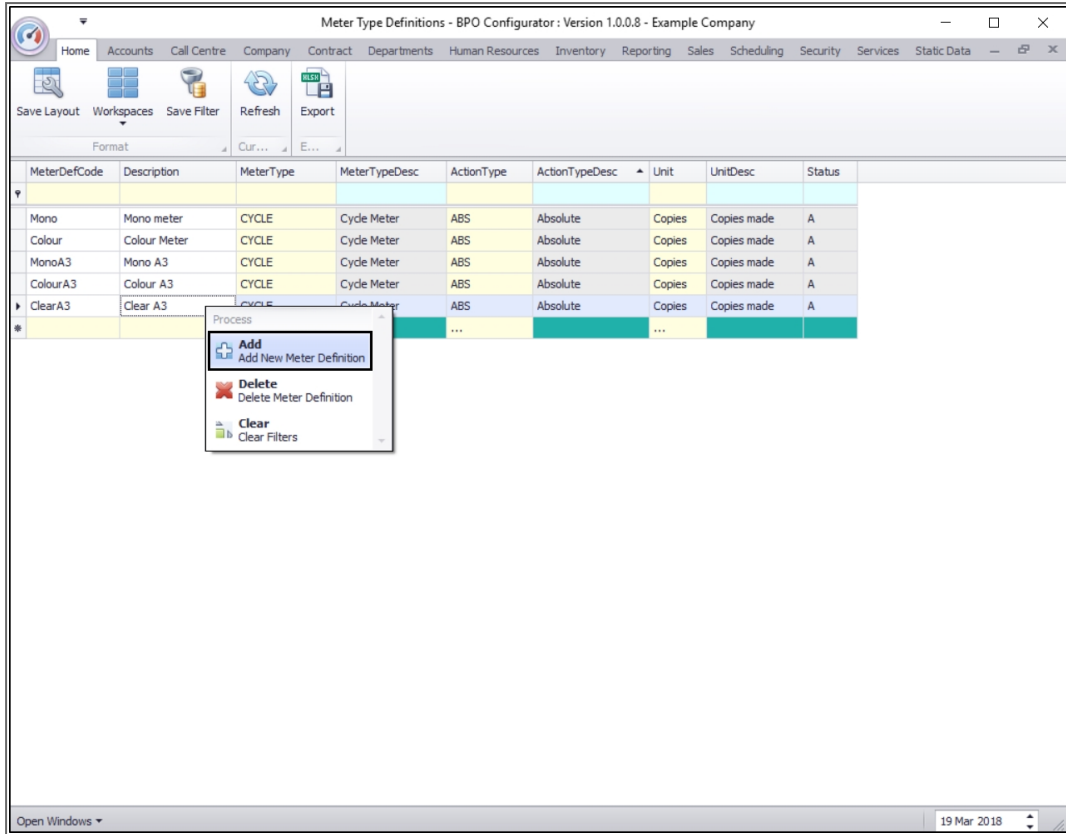 Meter Type Definitions - BPO Configurator : Version 1.0.0.8 - Example Company
Home Accounts Call Centre Company Contract Departments Human Resources Inventory Reporting Sales Scheduling Security Services Static Data
Save Layout Workspaces Save Filter Refresh Export
Format Cur... E...
MeterDefCode Description MeterType MeterTypeDesc ActionType ActionTypeDesc Unit UnitDesc Status
Mono Mono meter CYCLE Cycle Meter ABS Absolute Copies Copies made A
Colour Colour Meter CYCLE Cycle Meter ABS Absolute Copies Copies made A
MonoA3 Mono A3 CYCLE Cycle Meter ABS Absolute Copies Copies made A
ColourA3 Colour A3 CYCLE Cycle Meter ABS Absolute Copies Copies made A
ClearA3 Clear A3 CYCLE Cycle Meter ABS Absolute Copies Copies made A
... ...
Process
Add
Add New Meter Definition
Delete
Delete Meter Definition
Clear
Clear Filters
Open Windows 19 Mar 2018